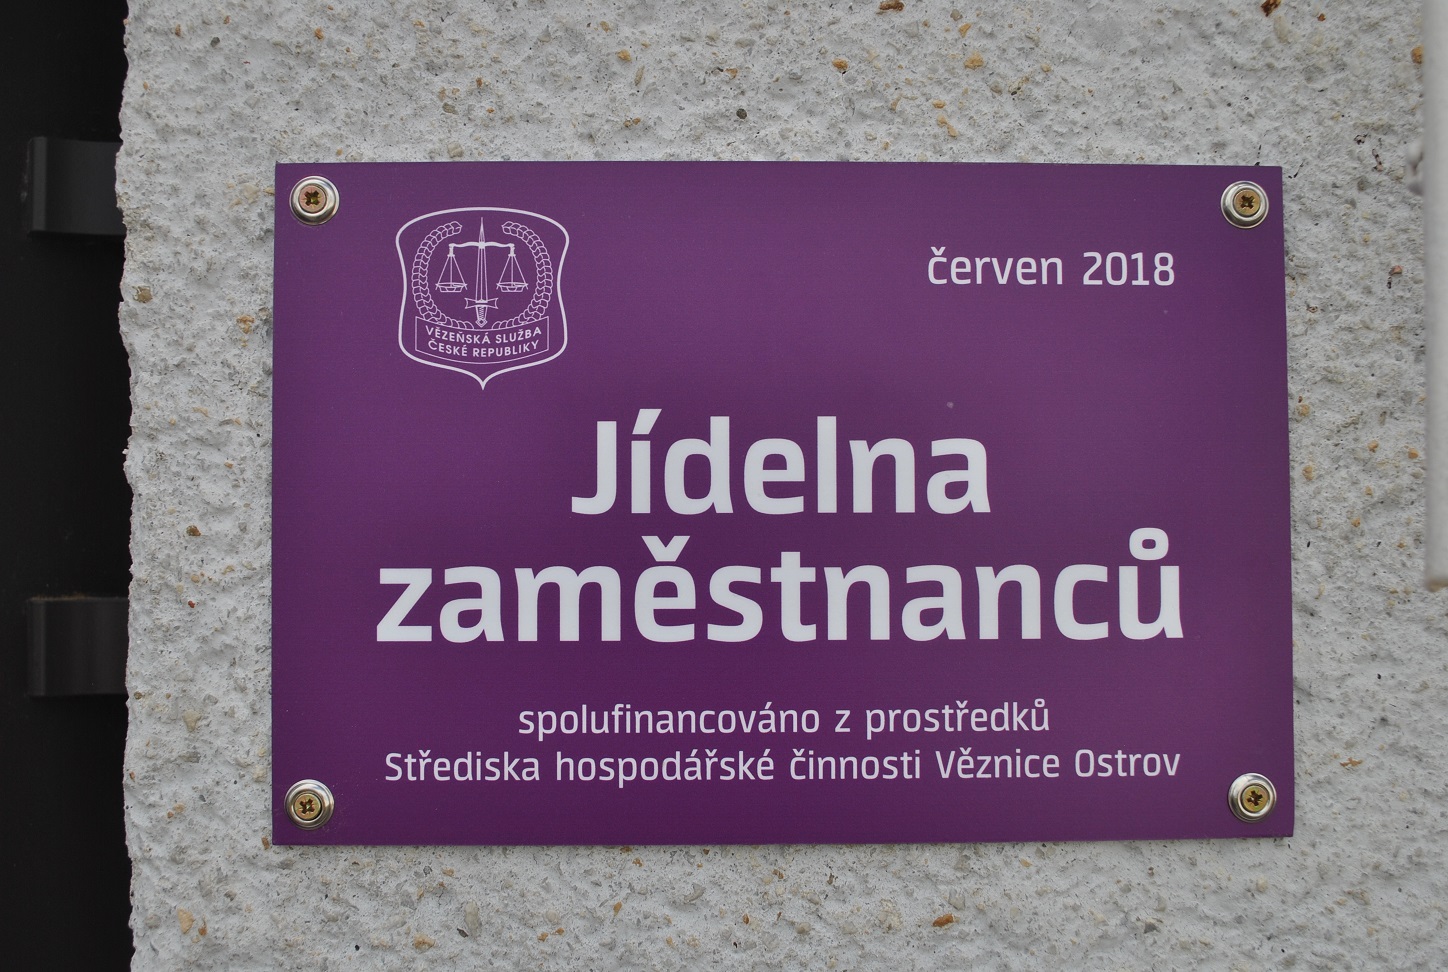 VĚZEŇSKÁ SLUŽBA
ČESKÉ REPUBLIKY
červen 2018
Jídelna
zaměstnanců
spolufinancováno z prostředků
Střediska hospodářské činnosti Věznice Ostrov